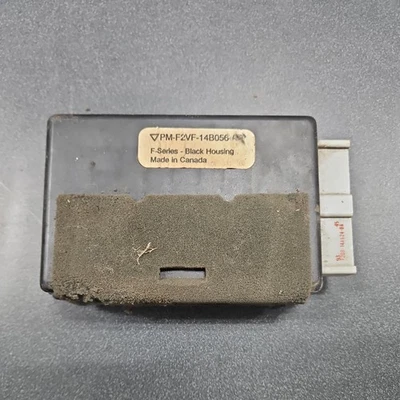 ▽PM-F2VF-14B056-
F-Series - Black Housing
Made in Canada